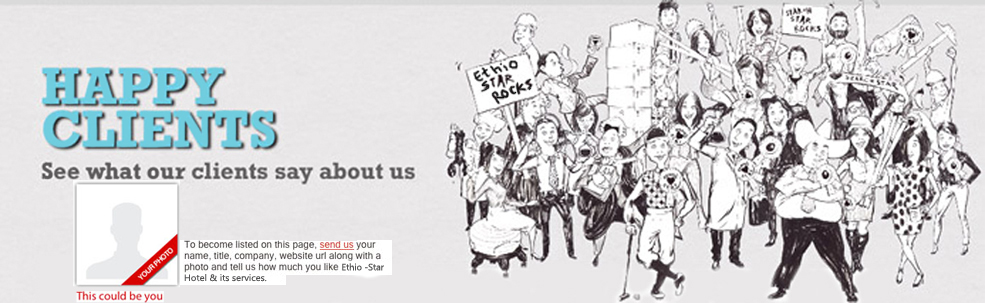 HAPPY
CLIENTS
See what our clients say about us
YOUR PHOTO
To become listed on this page, send us your
name, title, company, website url along with a
photo and tell us how much you like Ethio -Star
Hotel & its services.
This could be you
Ethio
STAR
ROCKS
STAR
ROCKS